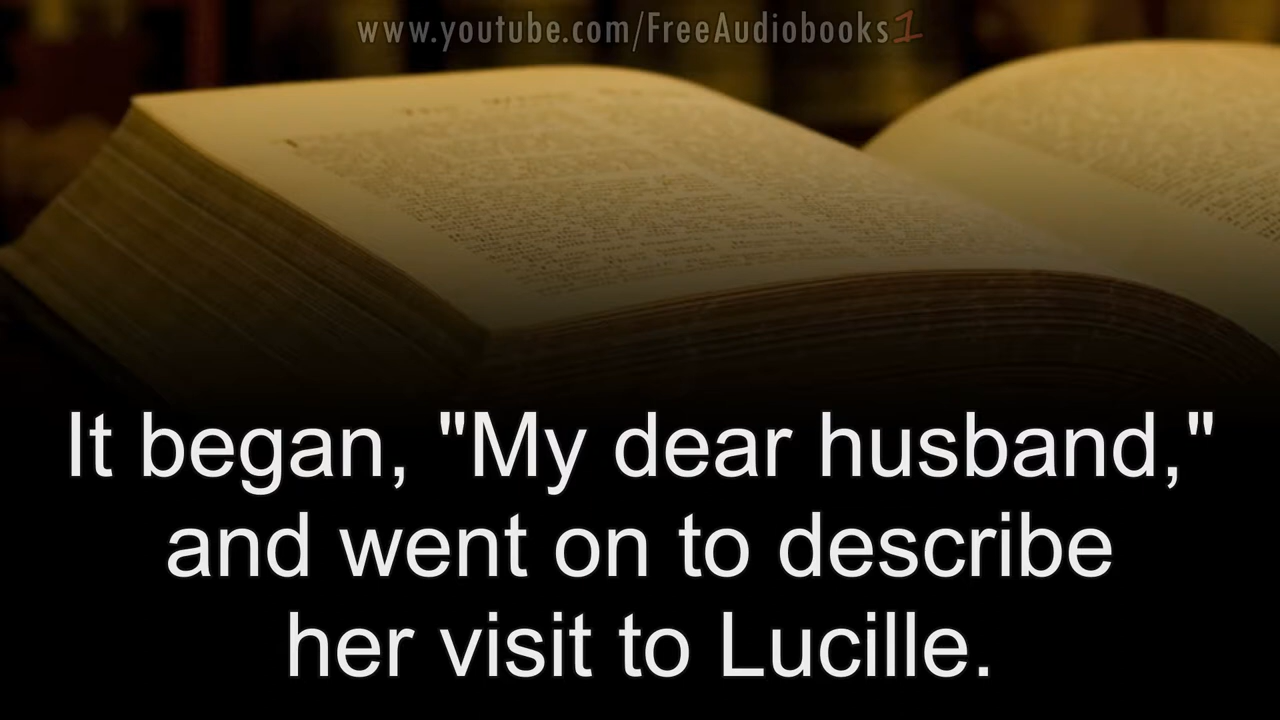 www.youtube.com/FreeAudiobooks1
It began, "My dear husband,"
and went on to describe
her visit to Lucille.